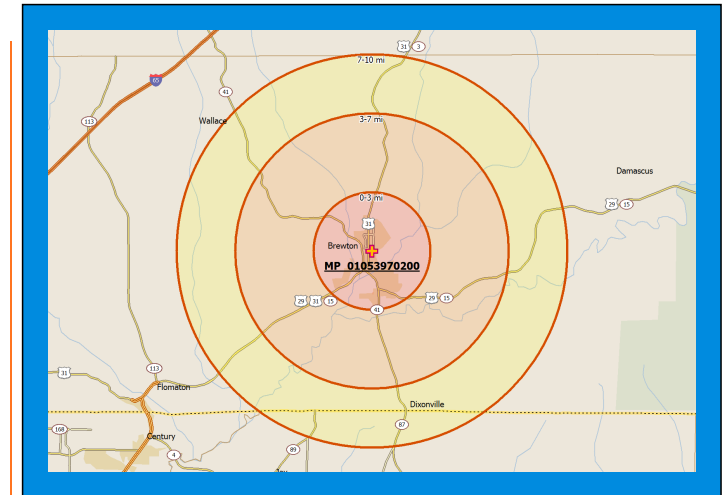 31 3
7-10 mi
65
41
113
Wallace
3-7 mi
Damascus
0-3 mi
29 15
31
Brewton
MP_01053970200
29 31 15
29 15
41
113
31
Flomaton
Dixonville
87
168
Century
89
4